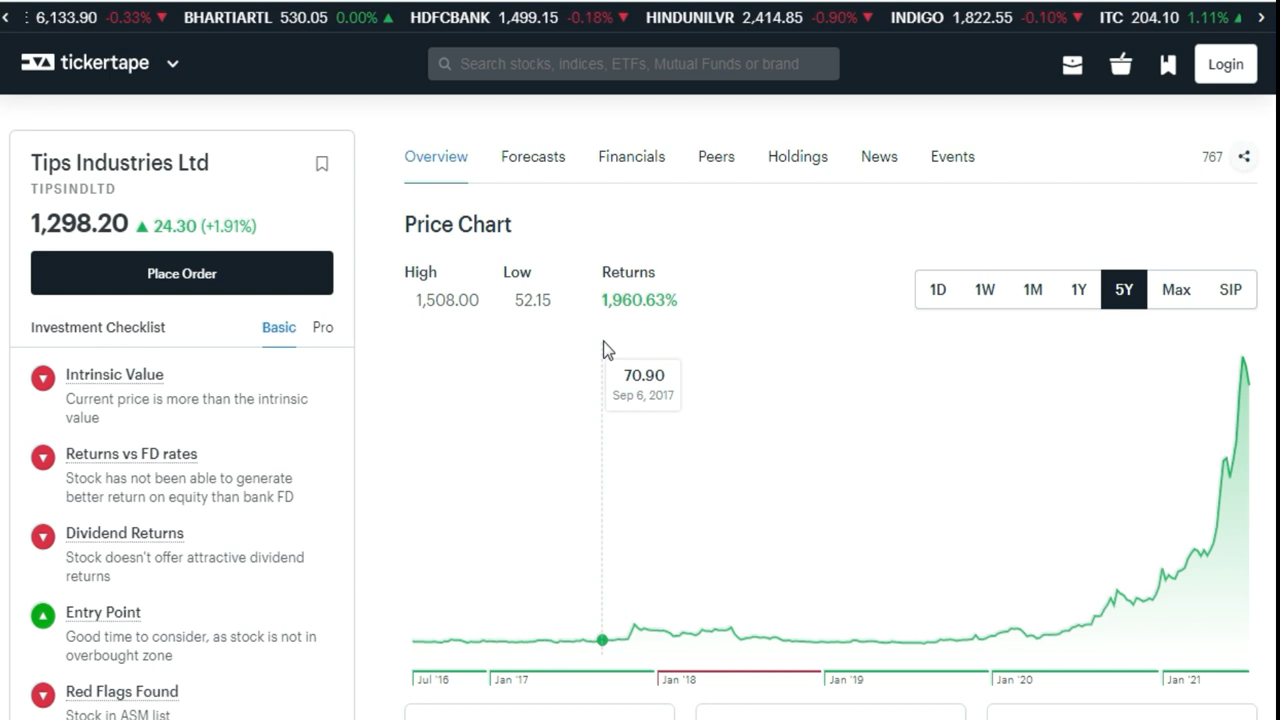 6,133.90 -0.33% ▼ BHARTIARTL 530.05 0.00% ▲ HDFCBANK 1,499.15 -0.18% ▼ HINDUNILVR 2,414.85 -0.90% ▼ INDIGO 1,822.55 -0.10% ▼ ITC 204.10 1.11% ▲
tickertape
Search stocks, indices, ETFs, Mutual Funds or brand
Login
Tips Industries Ltd
TIPSINDLTD
1,298.20 ▲ 24.30 (+1.91%)
Place Order
Investment Checklist Basic Pro
Intrinsic Value
Current price is more than the intrinsic
value
Returns vs FD rates
Stock has not been able to generate
better return on equity than bank FD
Dividend Returns
Stock doesn't offer attractive dividend
returns
Entry Point
Good time to consider, as stock is not in
overbought zone
Red Flags Found
Stock in ASM list
Overview Forecasts Financials Peers Holdings News Events 767
Price Chart
High Low Returns
1,508.00 52.15 1,960.63%
1D 1W 1M 1Y 5Y Max SIP
70.90
Sep 6, 2017
Jul '16 Jan '17 Jan '18 Jan '19 Jan '20 Jan '21